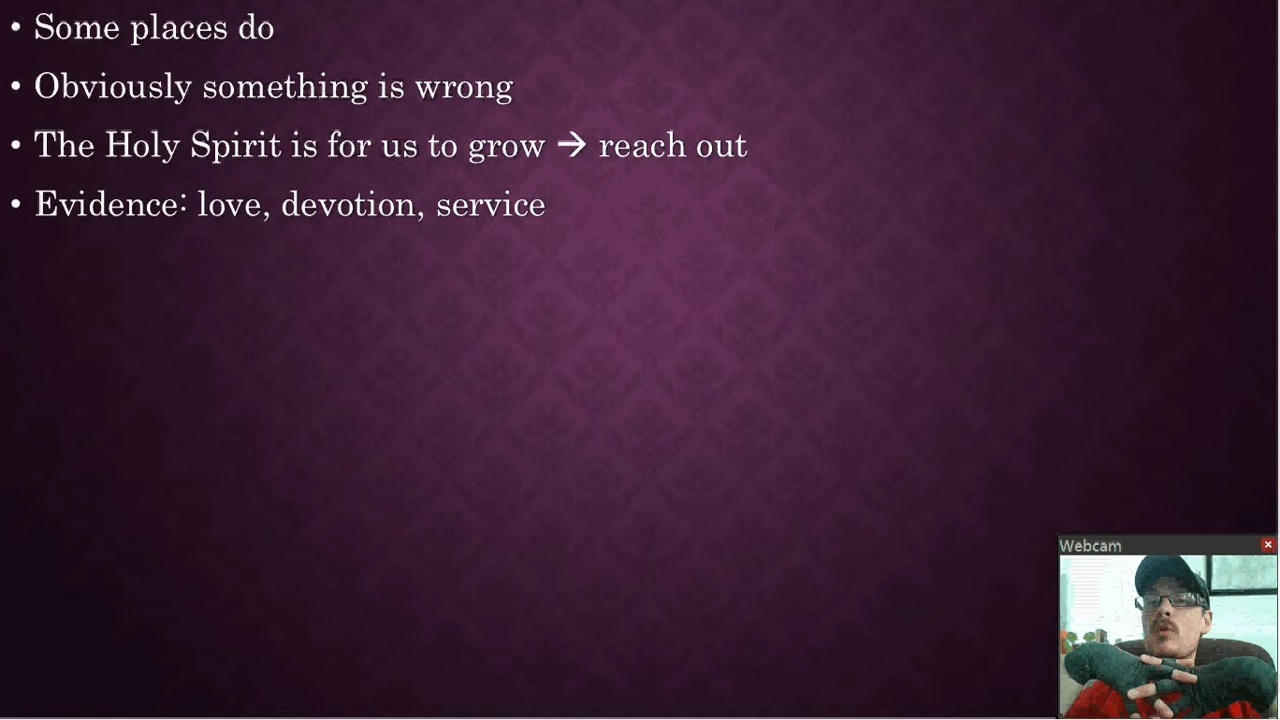 • Some places do
• Obviously something is wrong
• The Holy Spirit is for us to grow → reach out
• Evidence: love, devotion, service
Webcam